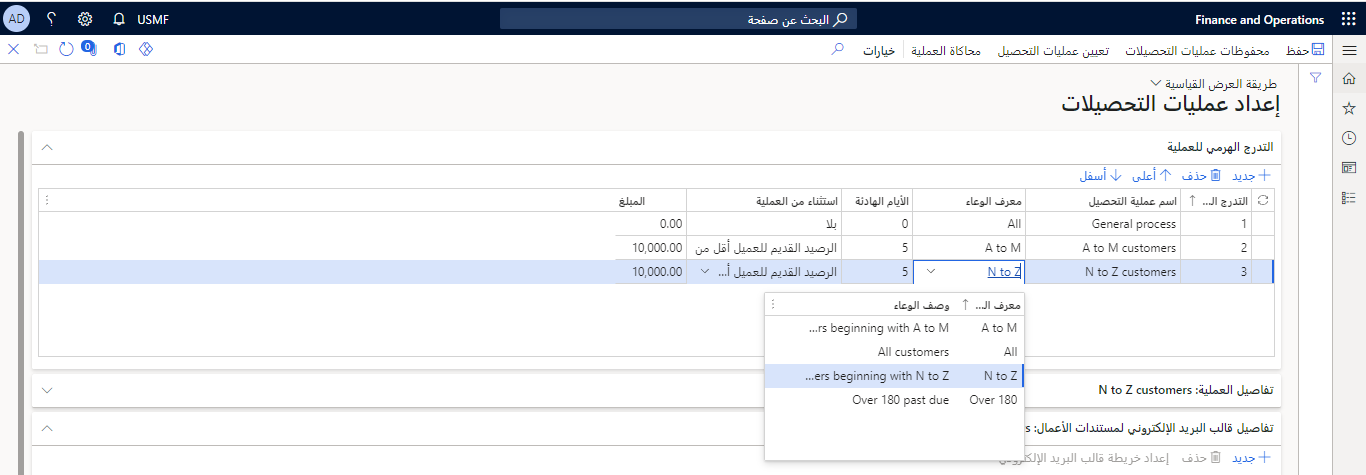 Finance and Operations
البحث عن صفحة
USMF
؟
AD
حفظ
محفوظات عمليات التحصيلات
تعيين عمليات التحصيل
محاكاة العملية
خيارات
0
طريقة العرض القياسية
إعداد عمليات التحصيلات
التدرج الهرمي للعملية
جديد حذف أعلى أسفل
التدرج الـ... اسم عملية التحصيل معرف الوعاء الأيام الهادئة استثناء من العملية المبلغ
1 General process All 0 بلا 0.00
2 A to M customers A to M 5 الرصيد القديم للعميل أقل من 10,000.00
3 N to Z customers N to Z 5 الرصيد القديم للعميل أ... 10,000.00
معرف الـ... وصف الوعاء
A to M ...rs beginning with A to M
All All customers
N to Z ...ers beginning with N to Z
Over 180 Over 180 past due
تفاصيل العملية: N to Z customers
تفاصيل قالب البريد الإلكتروني لمستندات الأعمال:
جديد حذف إعداد خريطة قالب البريد الإلكتروني